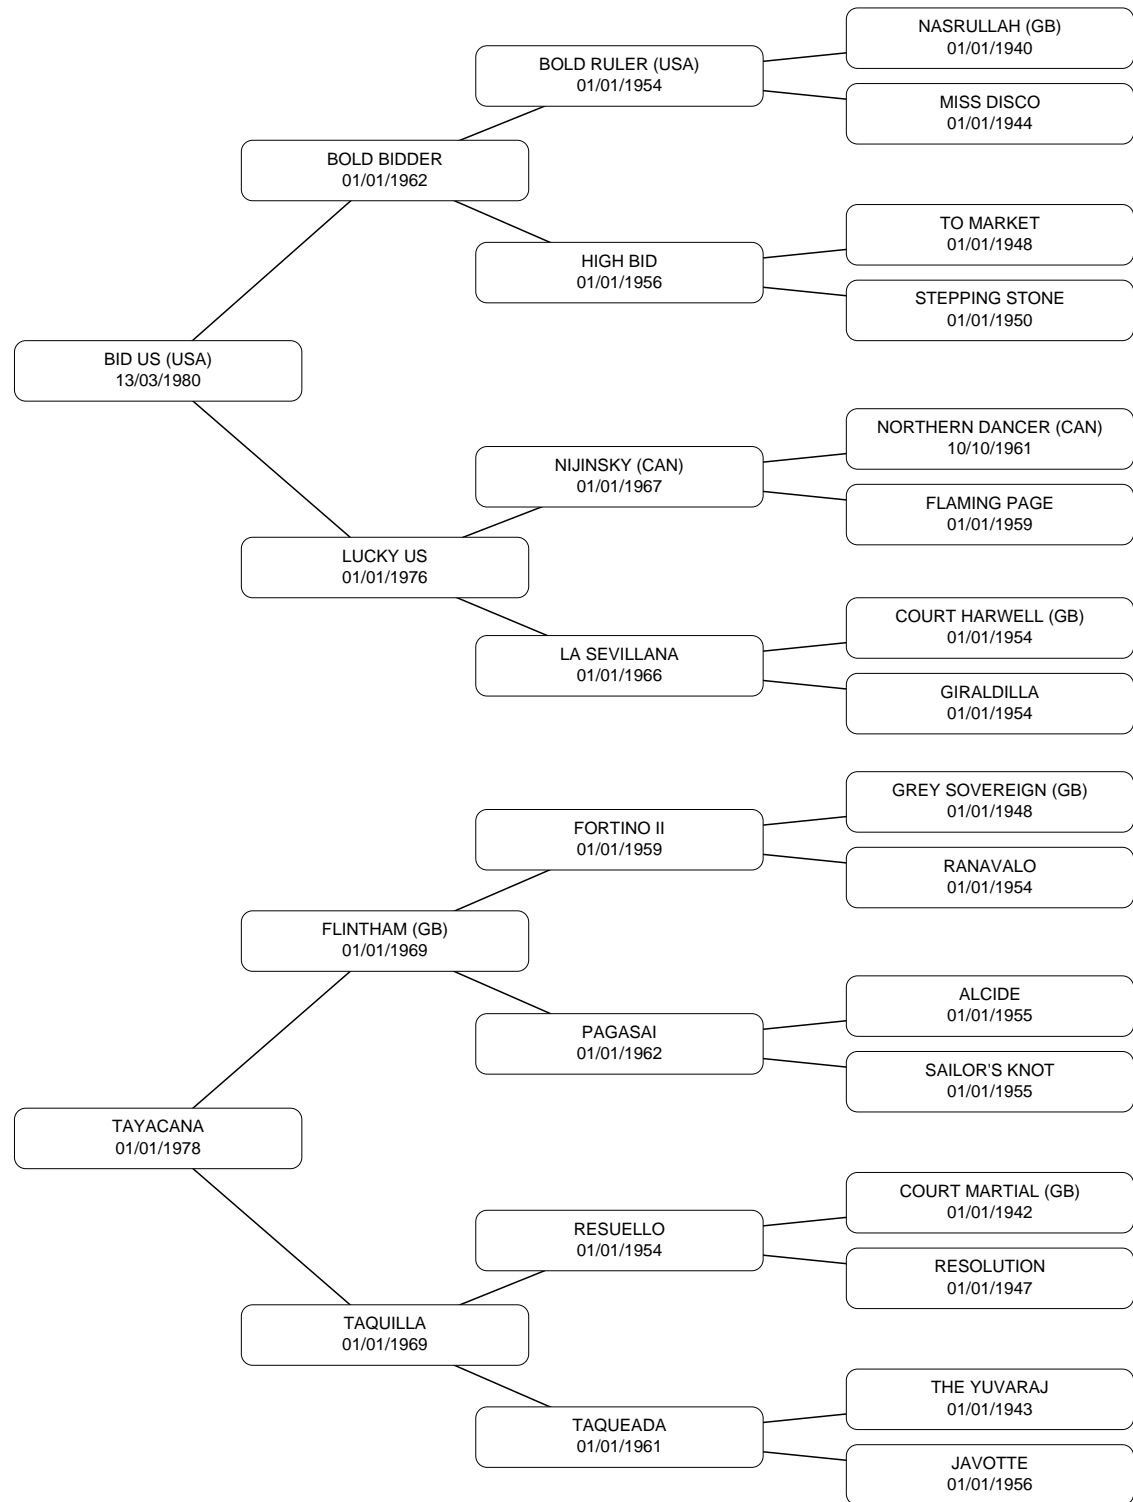 NASRULLAH (GB)
01/01/1940
BOLD RULER (USA)
01/01/1954
MISS DISCO
01/01/1944
BOLD BIDDER
01/01/1962
TO MARKET
01/01/1948
HIGH BID
01/01/1956
STEPPING STONE
01/01/1950
BID US (USA)
13/03/1980
NORTHERN DANCER (CAN)
10/10/1961
NIJINSKY (CAN)
01/01/1967
FLAMING PAGE
01/01/1959
LUCKY US
01/01/1976
COURT HARWELL (GB)
01/01/1954
LA SEVILLANA
01/01/1966
GIRALDILLA
01/01/1954
GREY SOVEREIGN (GB)
01/01/1948
FORTINO II
01/01/1959
RANAVALO
01/01/1954
FLINTHAM (GB)
01/01/1969
ALCIDE
01/01/1955
PAGASAI
01/01/1962
SAILOR'S KNOT
01/01/1955
TAYACANA
01/01/1978
COURT MARTIAL (GB)
01/01/1942
RESUELLO
01/01/1954
RESOLUTION
01/01/1947
TAQUILLA
01/01/1969
THE YUVARAJ
01/01/1943
TAQUEADA
01/01/1961
JAVOTTE
01/01/1956